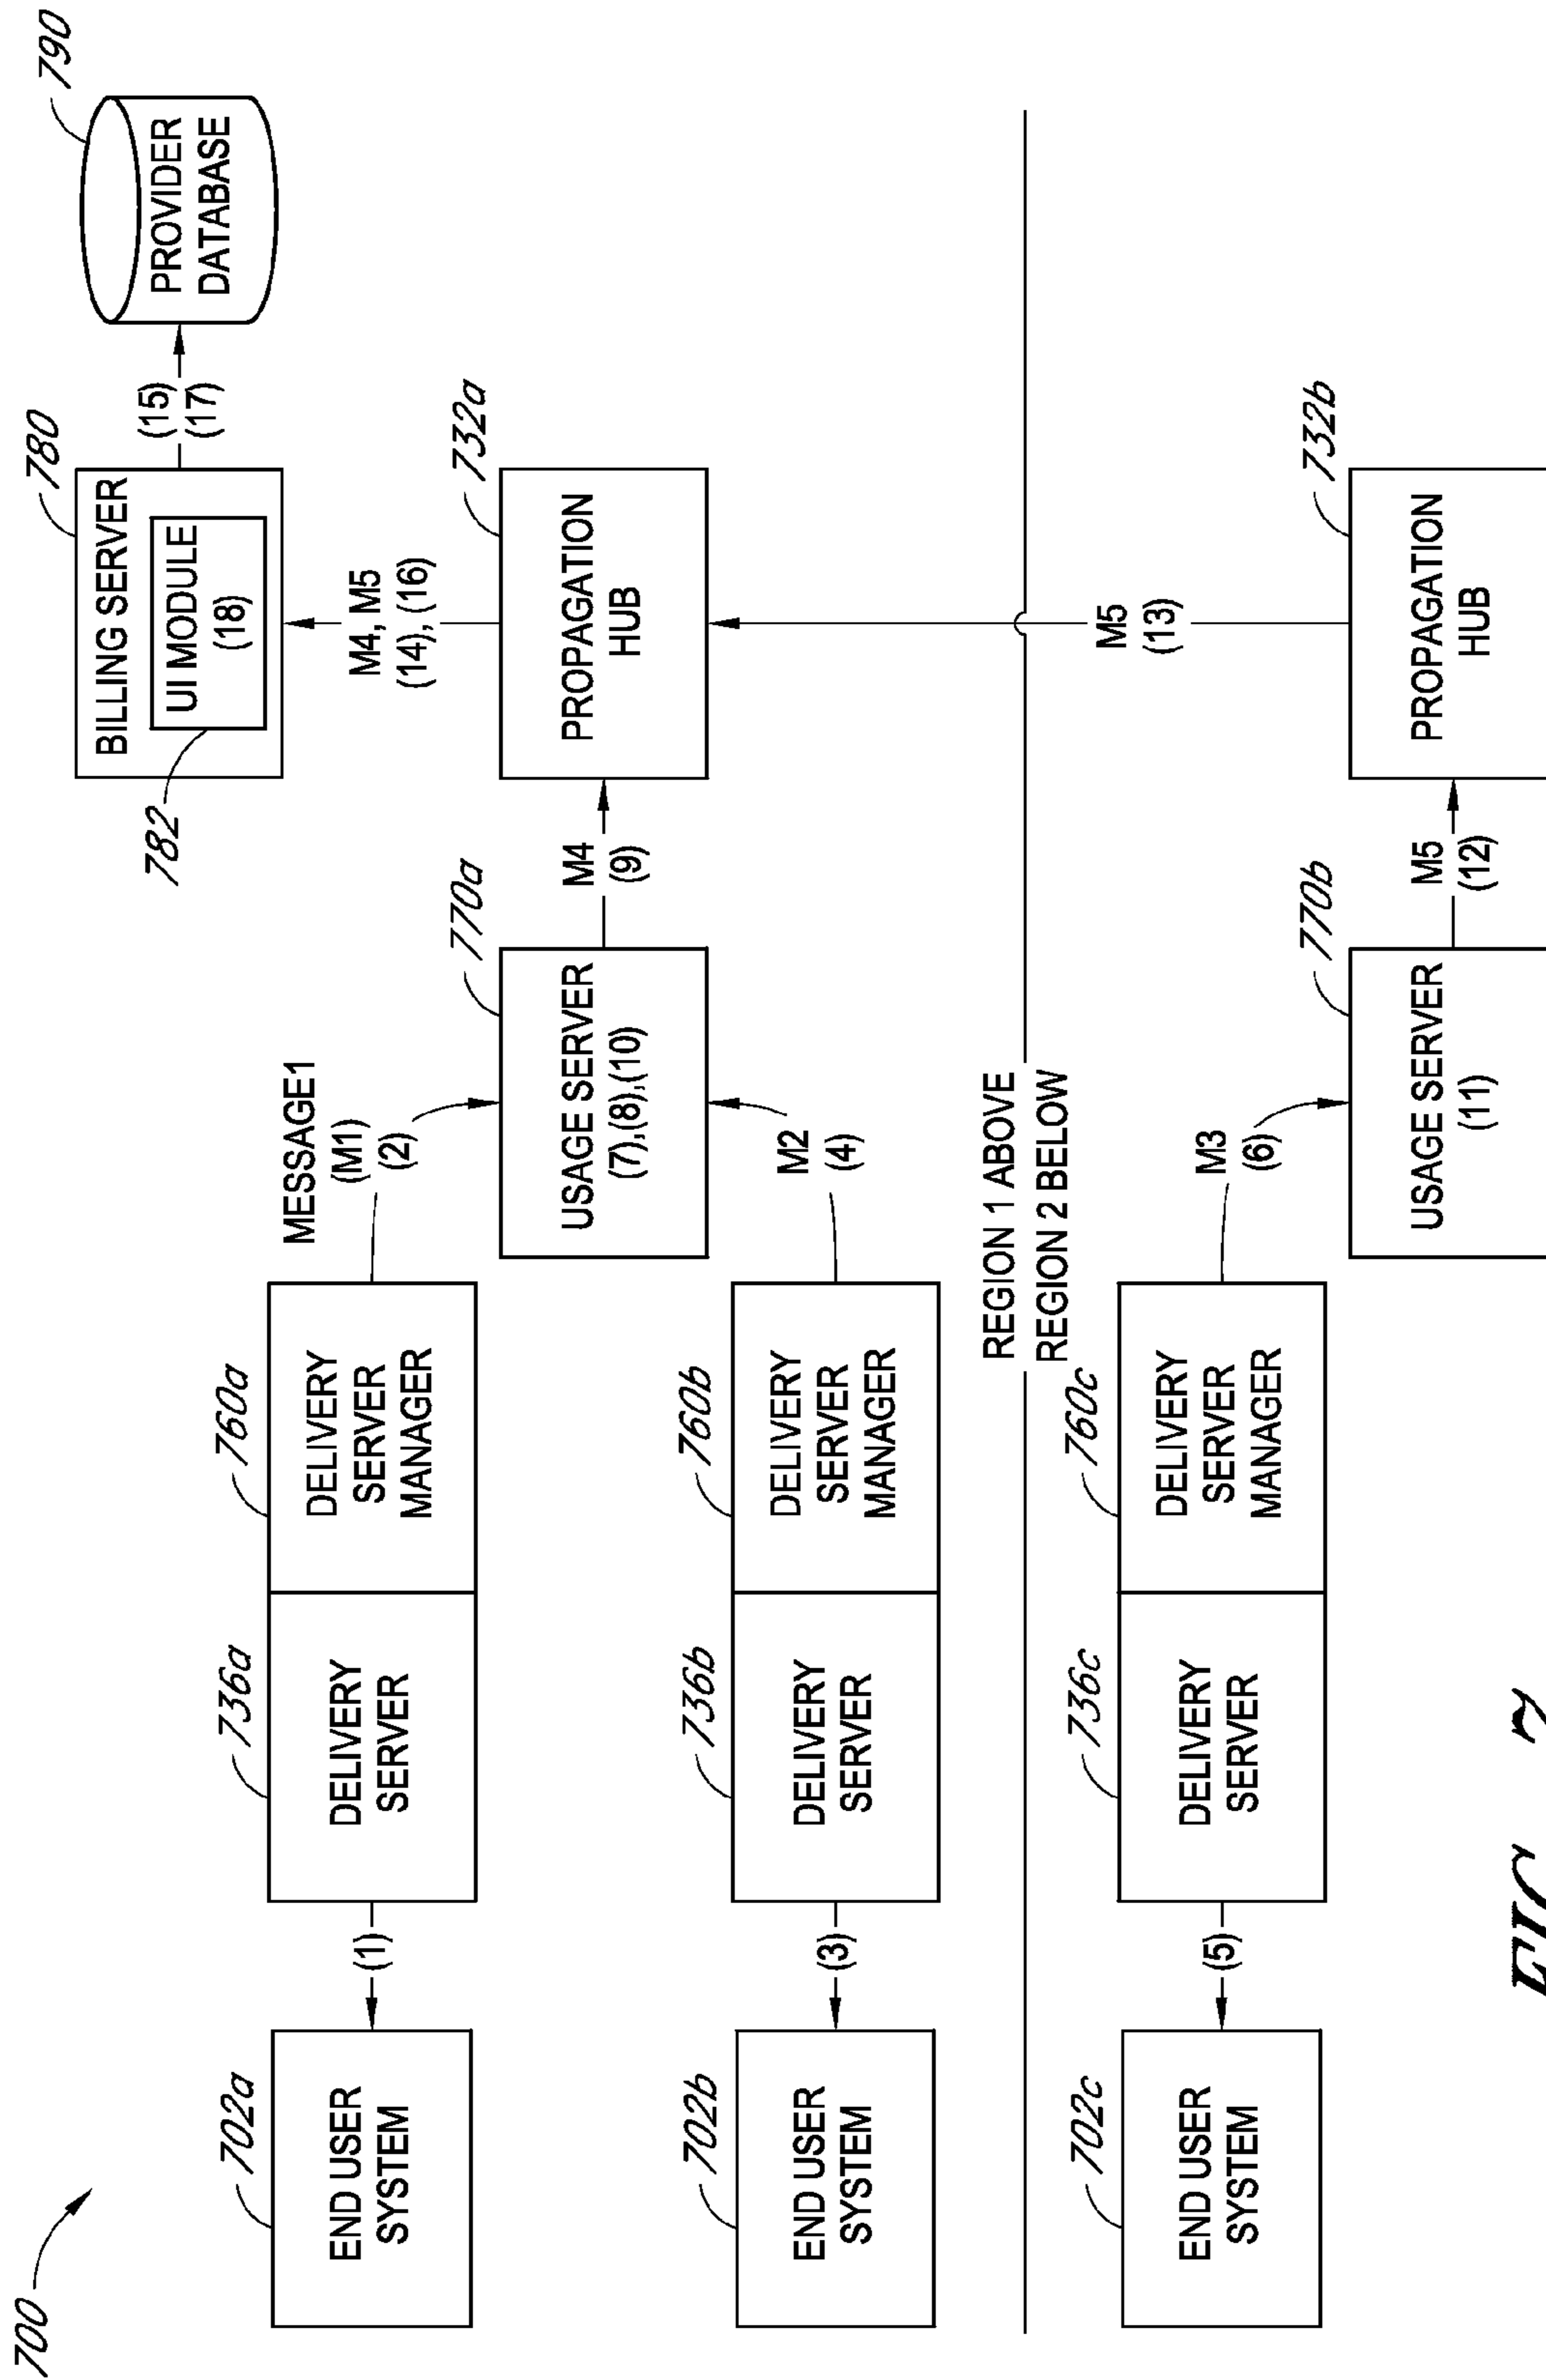 700
790
780
PROVIDER
DATABASE
BILLING SERVER
UI MODULE
(18)
(15)
(17)
782
M4, M5
(14), (16)
732a
PROPAGATION
HUB
M4
(9)
770a
USAGE SERVER
(7),(8),(10)
MESSAGE1
(M1)
(2)
M2
(4)
760a
DELIVERY
SERVER
MANAGER
736a
DELIVERY
SERVER
(1)
702a
END USER
SYSTEM
760b
DELIVERY
SERVER
MANAGER
736b
DELIVERY
SERVER
(3)
702b
END USER
SYSTEM
REGION 1 ABOVE
REGION 2 BELOW
M5
(13)
760c
DELIVERY
SERVER
MANAGER
736c
DELIVERY
SERVER
(5)
702c
END USER
SYSTEM
M3
(6)
770b
USAGE SERVER
(11)
M5
(12)
732b
PROPAGATION
HUB